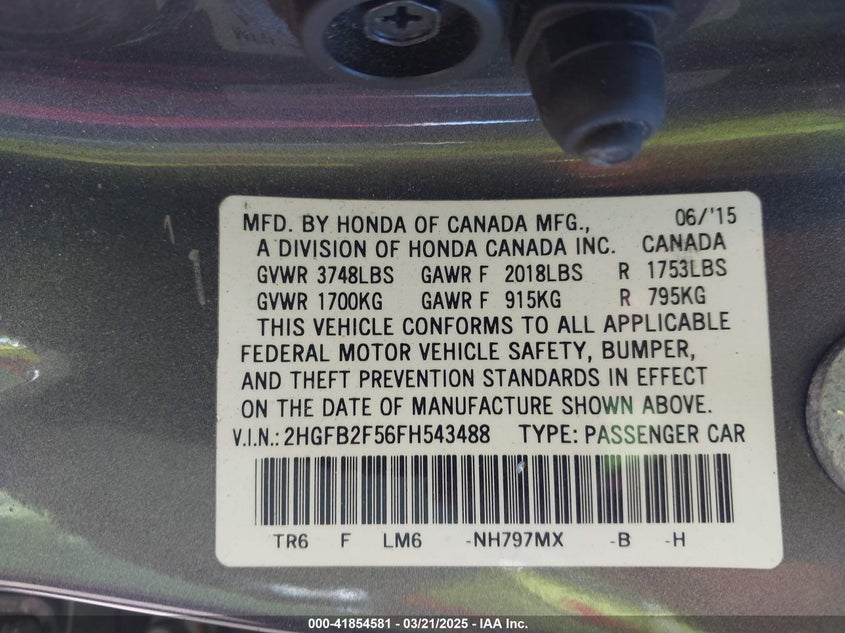 MFD. BY HONDA OF CANADA MFG., 06/'15
A DIVISION OF HONDA CANADA INC. CANADA
GVWR 3748LBS GAWR F 2018LBS R 1753LBS
GVWR 1700KG GAWR F 915KG R 795KG
THIS VEHICLE CONFORMS TO ALL APPLICABLE
FEDERAL MOTOR VEHICLE SAFETY, BUMPER,
AND THEFT PREVENTION STANDARDS IN EFFECT
ON THE DATE OF MANUFACTURE SHOWN ABOVE.
V.I.N.: 2HGFB2F56FH543488 TYPE: PASSENGER CAR
TR6 F LM6 -NH797MX -B -H
000-41854581 - 03/21/2025 - IAA Inc.